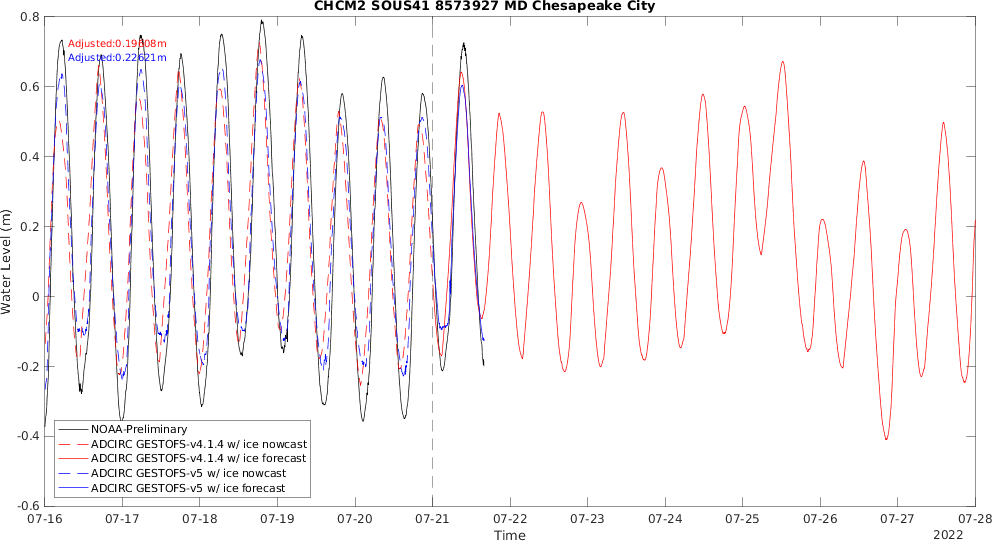 CHCM2 SOUS41 8573927 MD Chesapeake City
Adjusted:0.19808m
Adjusted:0.22621m
Water Level (m)
0.8
0.6
0.4
0.2
0
-0.2
-0.4
-0.6
NOAA-Preliminary
ADCIRC GESTOFS-v4.1.4 w/ ice nowcast
ADCIRC GESTOFS-v4.1.4 w/ ice forecast
ADCIRC GESTOFS-v5 w/ ice nowcast
ADCIRC GESTOFS-v5 w/ ice forecast
07-16 07-17 07-18 07-19 07-20 07-21 07-22 07-23 07-24 07-25 07-26 07-27 07-28
Time
2022